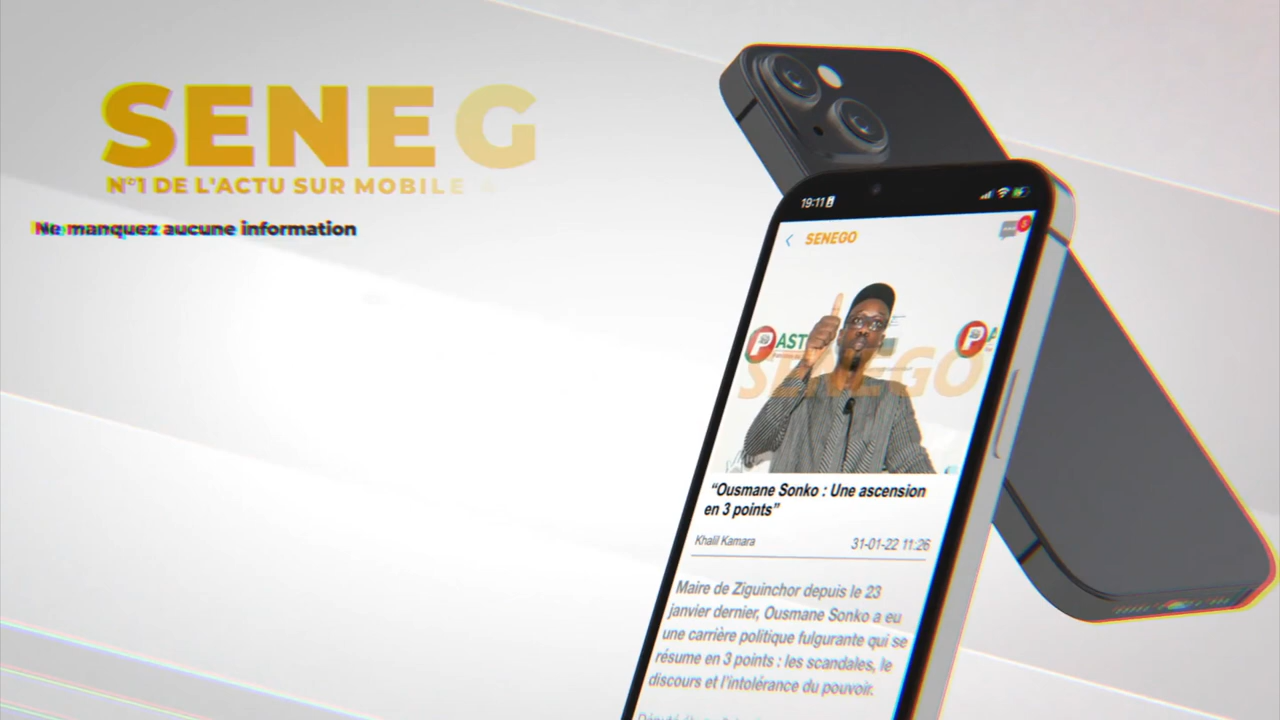 SENEG
N°1 DE L'ACTU SUR MOBILE
Ne manquez aucune information
19:11
SENEGO
PAST
P
SENEGO
“Ousmane Sonko : Une ascension
en 3 points”
Khalil Kamara 31-01-22 11:26
Maire de Ziguinchor depuis le 23
janvier dernier, Ousmane Sonko a eu
une carrière politique fulgurante qui se
résume en 3 points : les scandales, le
discours et l'intolérance du pouvoir.